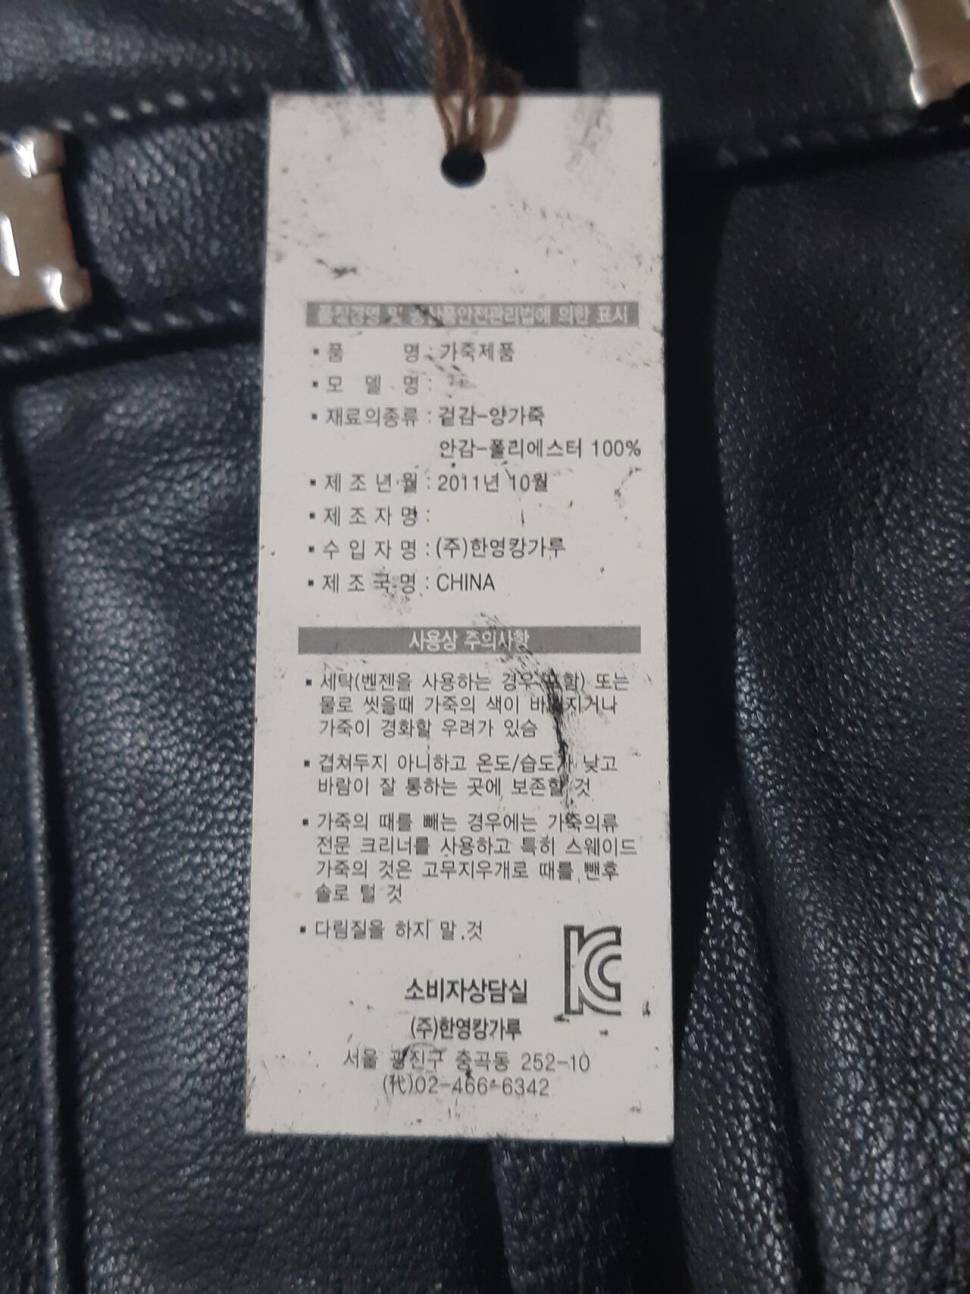 품질경영 및 공산품안전관리법에 의한 표시
▪ 품 명 : 가죽제품
▪ 모 델 명 :
▪ 재료의종류 : 겉감-양가죽
안감-폴리에스터 100%
▪ 제 조 년 월 : 2011년 10월
▪ 제 조 자 명 :
▪ 수 입 자 명 : (주)한영캉가루
▪ 제 조 국 명 : CHINA
사용상 주의사항
▪ 세탁(벤젠을 사용하는 경우 포함) 또는
물로 씻을때 가죽의 색이 바래지거나
가죽이 경화할 우려가 있슴
▪ 겹쳐두지 아니하고 온도/습도가 낮고
바람이 잘 통하는 곳에 보존할 것
▪ 가죽의 때를 빼는 경우에는 가죽의류
전문 크리너를 사용하고 특히 스웨이드
가죽의 것은 고무지우개로 때를 뺀후
솔로 털 것
▪ 다림질을 하지 말 것
KC
소비자상담실
(주)한영캉가루
서울 광진구 중곡동 252-10
(代)02-466-6342